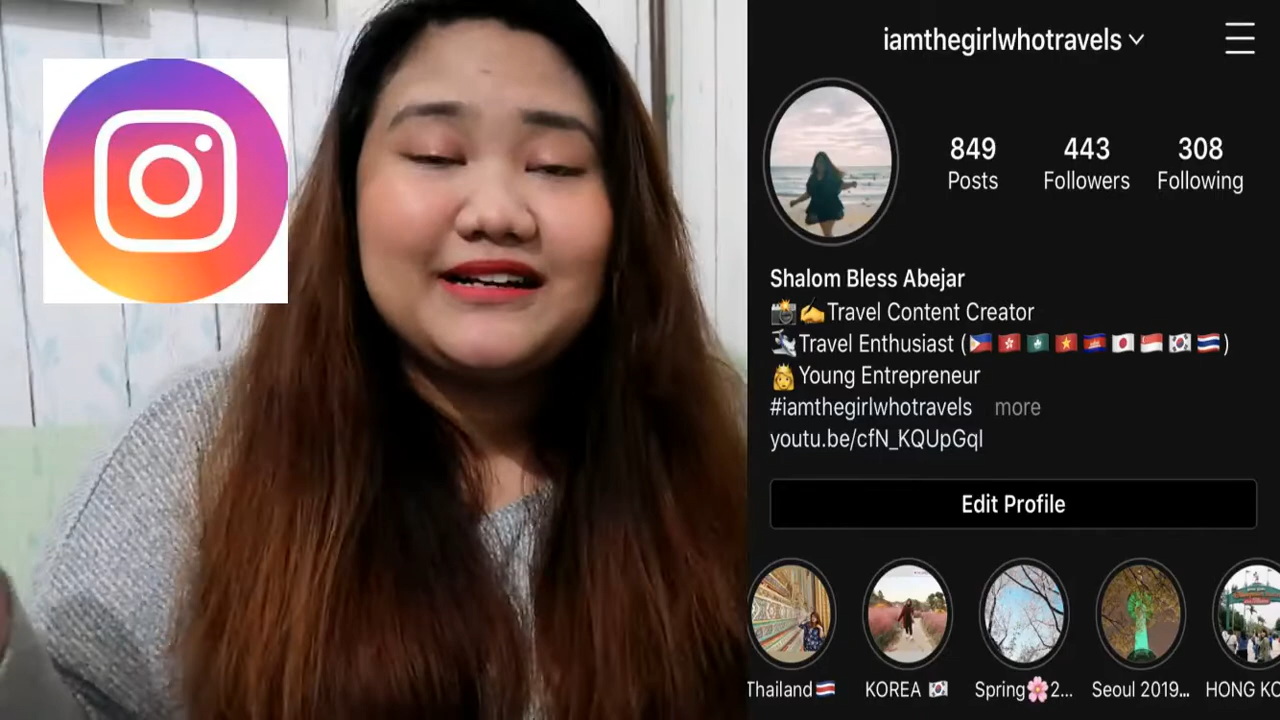 iamthegirlwhotravels
849 443 308
Posts Followers Following
Shalom Bless Abejar
📸✍️Travel Content Creator
🛫Travel Enthusiast (🇵🇭🇭🇰🇲🇴🇻🇳🇰🇭🇯🇵🇸🇬🇰🇷🇹🇭)
👸Young Entrepreneur
#iamthegirlwhotravels more
youtu.be/cfN_KQUpGqI
Edit Profile
Thailand🇨🇷 KOREA 🇰🇷 Spring🌸2... Seoul 2019... HONG KO